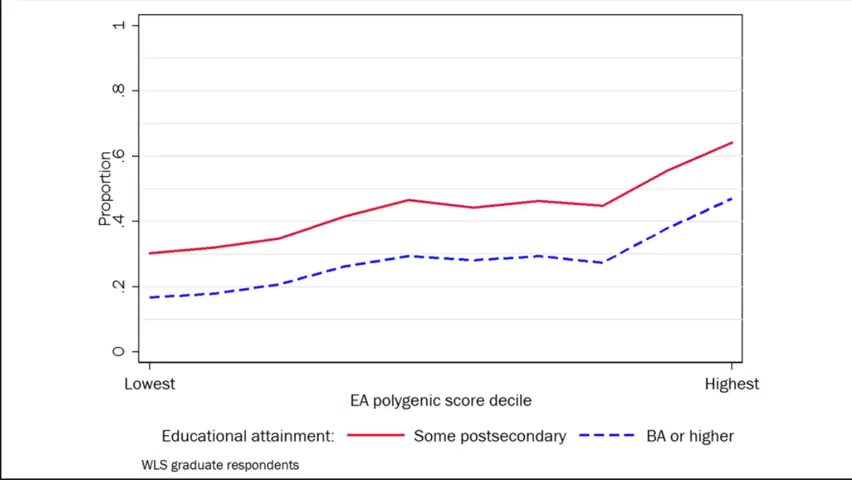 1
.8
.6
.4
.2
0
Proportion
Lowest
Highest
EA polygenic score decile
Educational attainment: Some postsecondary BA or higher
WLS graduate respondents